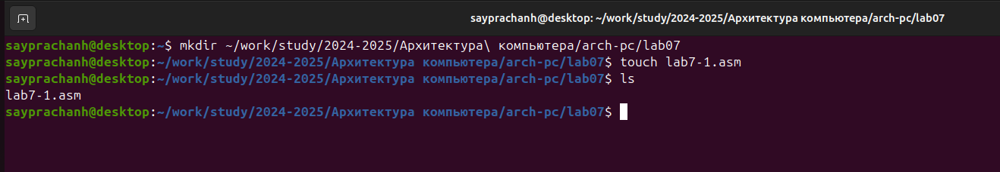 sayprachanh@desktop: ~/work/study/2024-2025/Архитектура компьютера/arch-pc/lab07
sayprachanh@desktop:~$ mkdir ~/work/study/2024-2025/Архитектура\ компьютера/arch-pc/lab07
sayprachanh@desktop:~/work/study/2024-2025/Архитектура компьютера/arch-pc/lab07$ touch lab7-1.asm
sayprachanh@desktop:~/work/study/2024-2025/Архитектура компьютера/arch-pc/lab07$ ls
lab7-1.asm
sayprachanh@desktop:~/work/study/2024-2025/Архитектура компьютера/arch-pc/lab07$